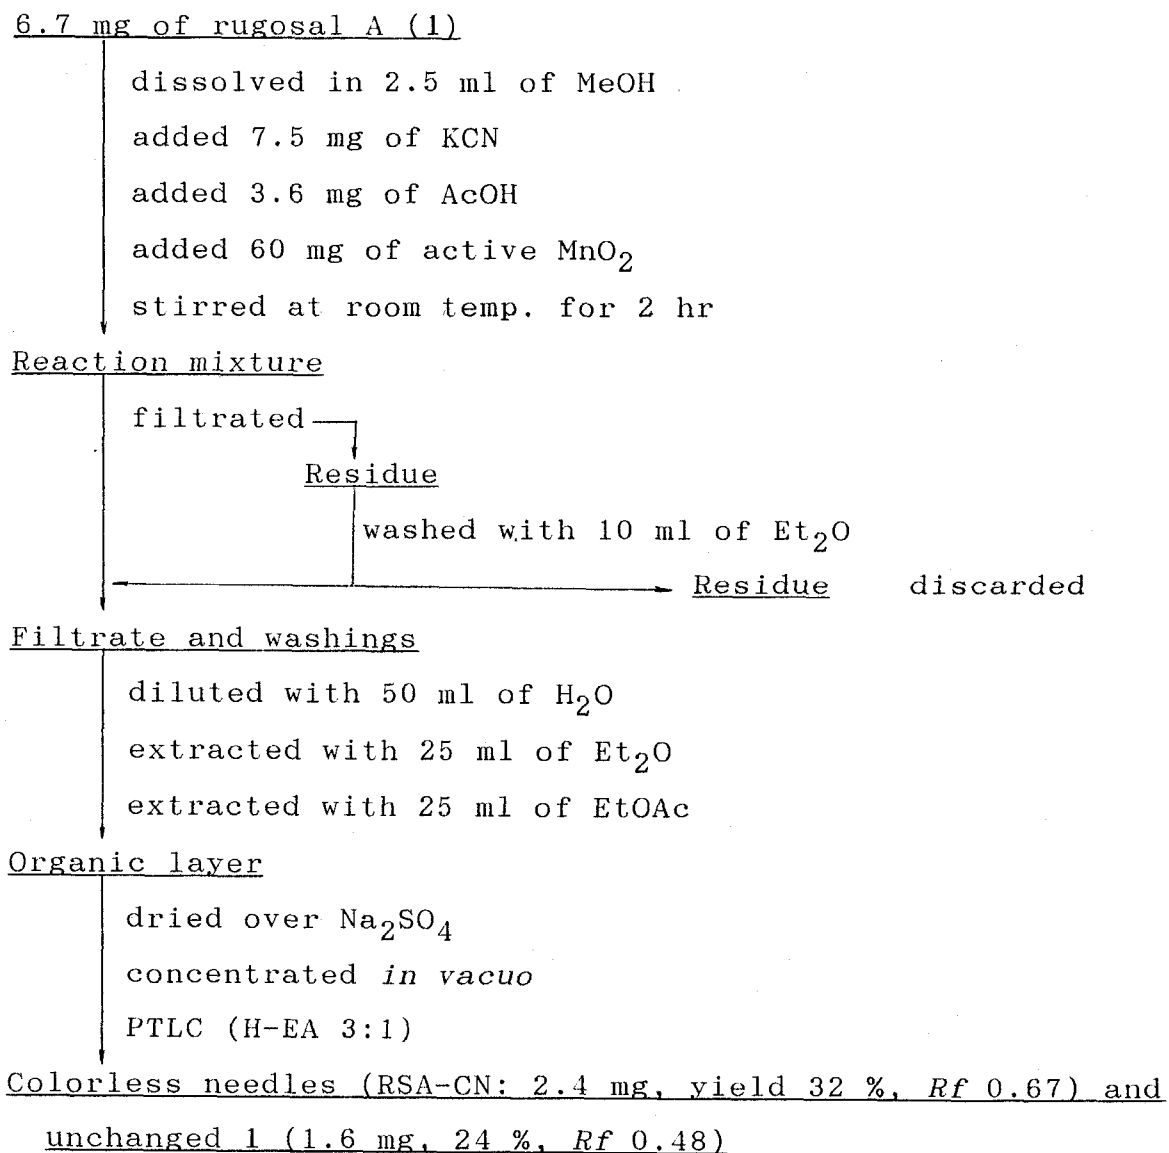 6.7 mg of rugosal A (1)
dissolved in 2.5 ml of MeOH
added 7.5 mg of KCN
added 3.6 mg of AcOH
added 60 mg of active MnO2
stirred at room temp. for 2 hr
Reaction mixture
filtrated
Residue
washed with 10 ml of Et2O
Residue discarded
Filtrate and washings
diluted with 50 ml of H2O
extracted with 25 ml of Et2O
extracted with 25 ml of EtOAc
Organic layer
dried over Na2SO4
concentrated in vacuo
PTLC (H-EA 3:1)
Colorless needles (RSA-CN: 2.4 mg, yield 32 %, Rf 0.67) and
unchanged 1 (1.6 mg, 24 %, Rf 0.48)